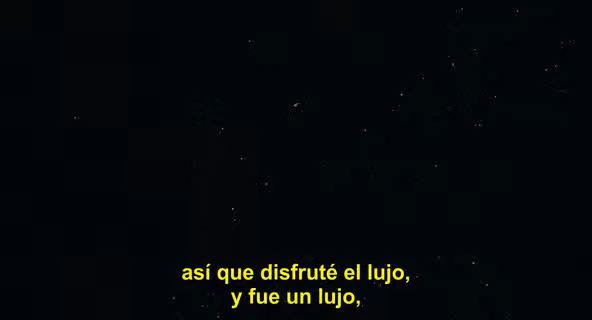 así que disfruté el lujo,
y fue un lujo,